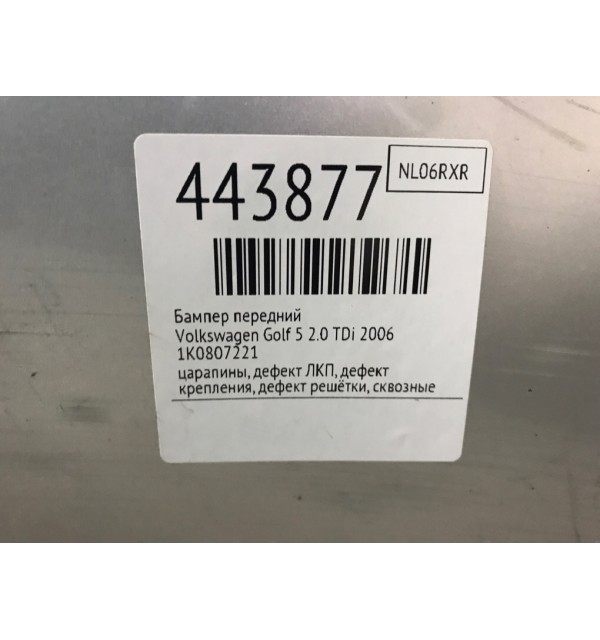 443877
NL06RXR
Бампер передний
Volkswagen Golf 5 2.0 TDi 2006
1K0807221
царапины, дефект ЛКП, дефект
крепления, дефект решётки, сквозные